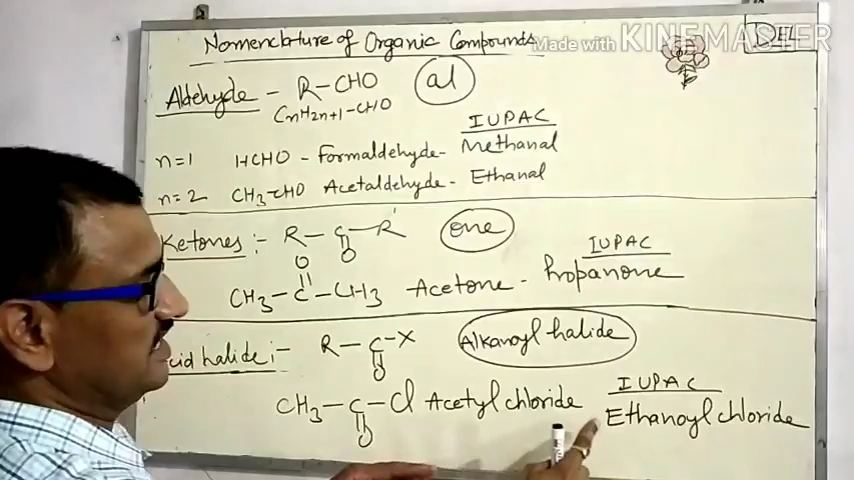 Nomenclature of Organic Compounds
Made with KINEMASTER
DEL
Aldehyde - R-CHO al
CnH2n+1-CHO
IUPAC
n=1 HCHO - Formaldehyde - Methanal
n=2 CH3-CHO Acetaldehyde - Ethanal
Ketones :- R-C-R' one
O
IUPAC
O
CH3-C-CH3 Acetone - Propanone
cid halide :- R-C-X Alkanoyl halide
O
IUPAC
CH3-C-Cl Acetyl chloride Ethanoyl chloride
O